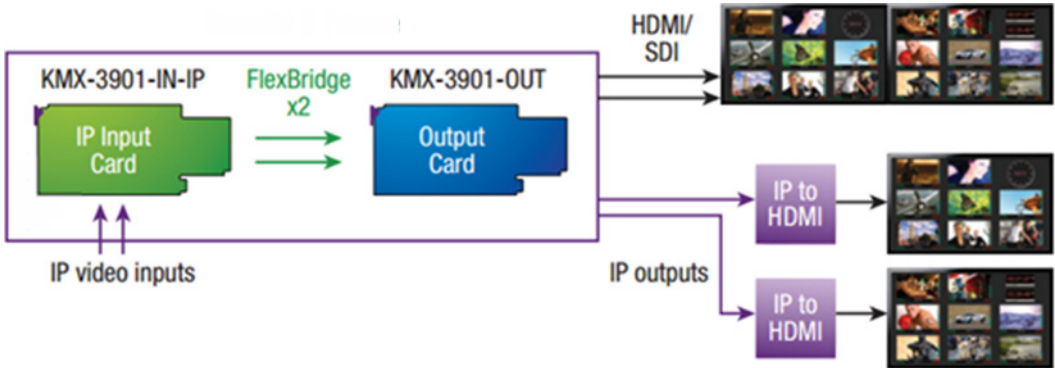 HDMI/
SDI
KMX-3901-IN-IP
FlexBridge
x2
KMX-3901-OUT
IP Input
Card
Output
Card
IP to
HDMI
IP video inputs
IP outputs
IP to
HDMI